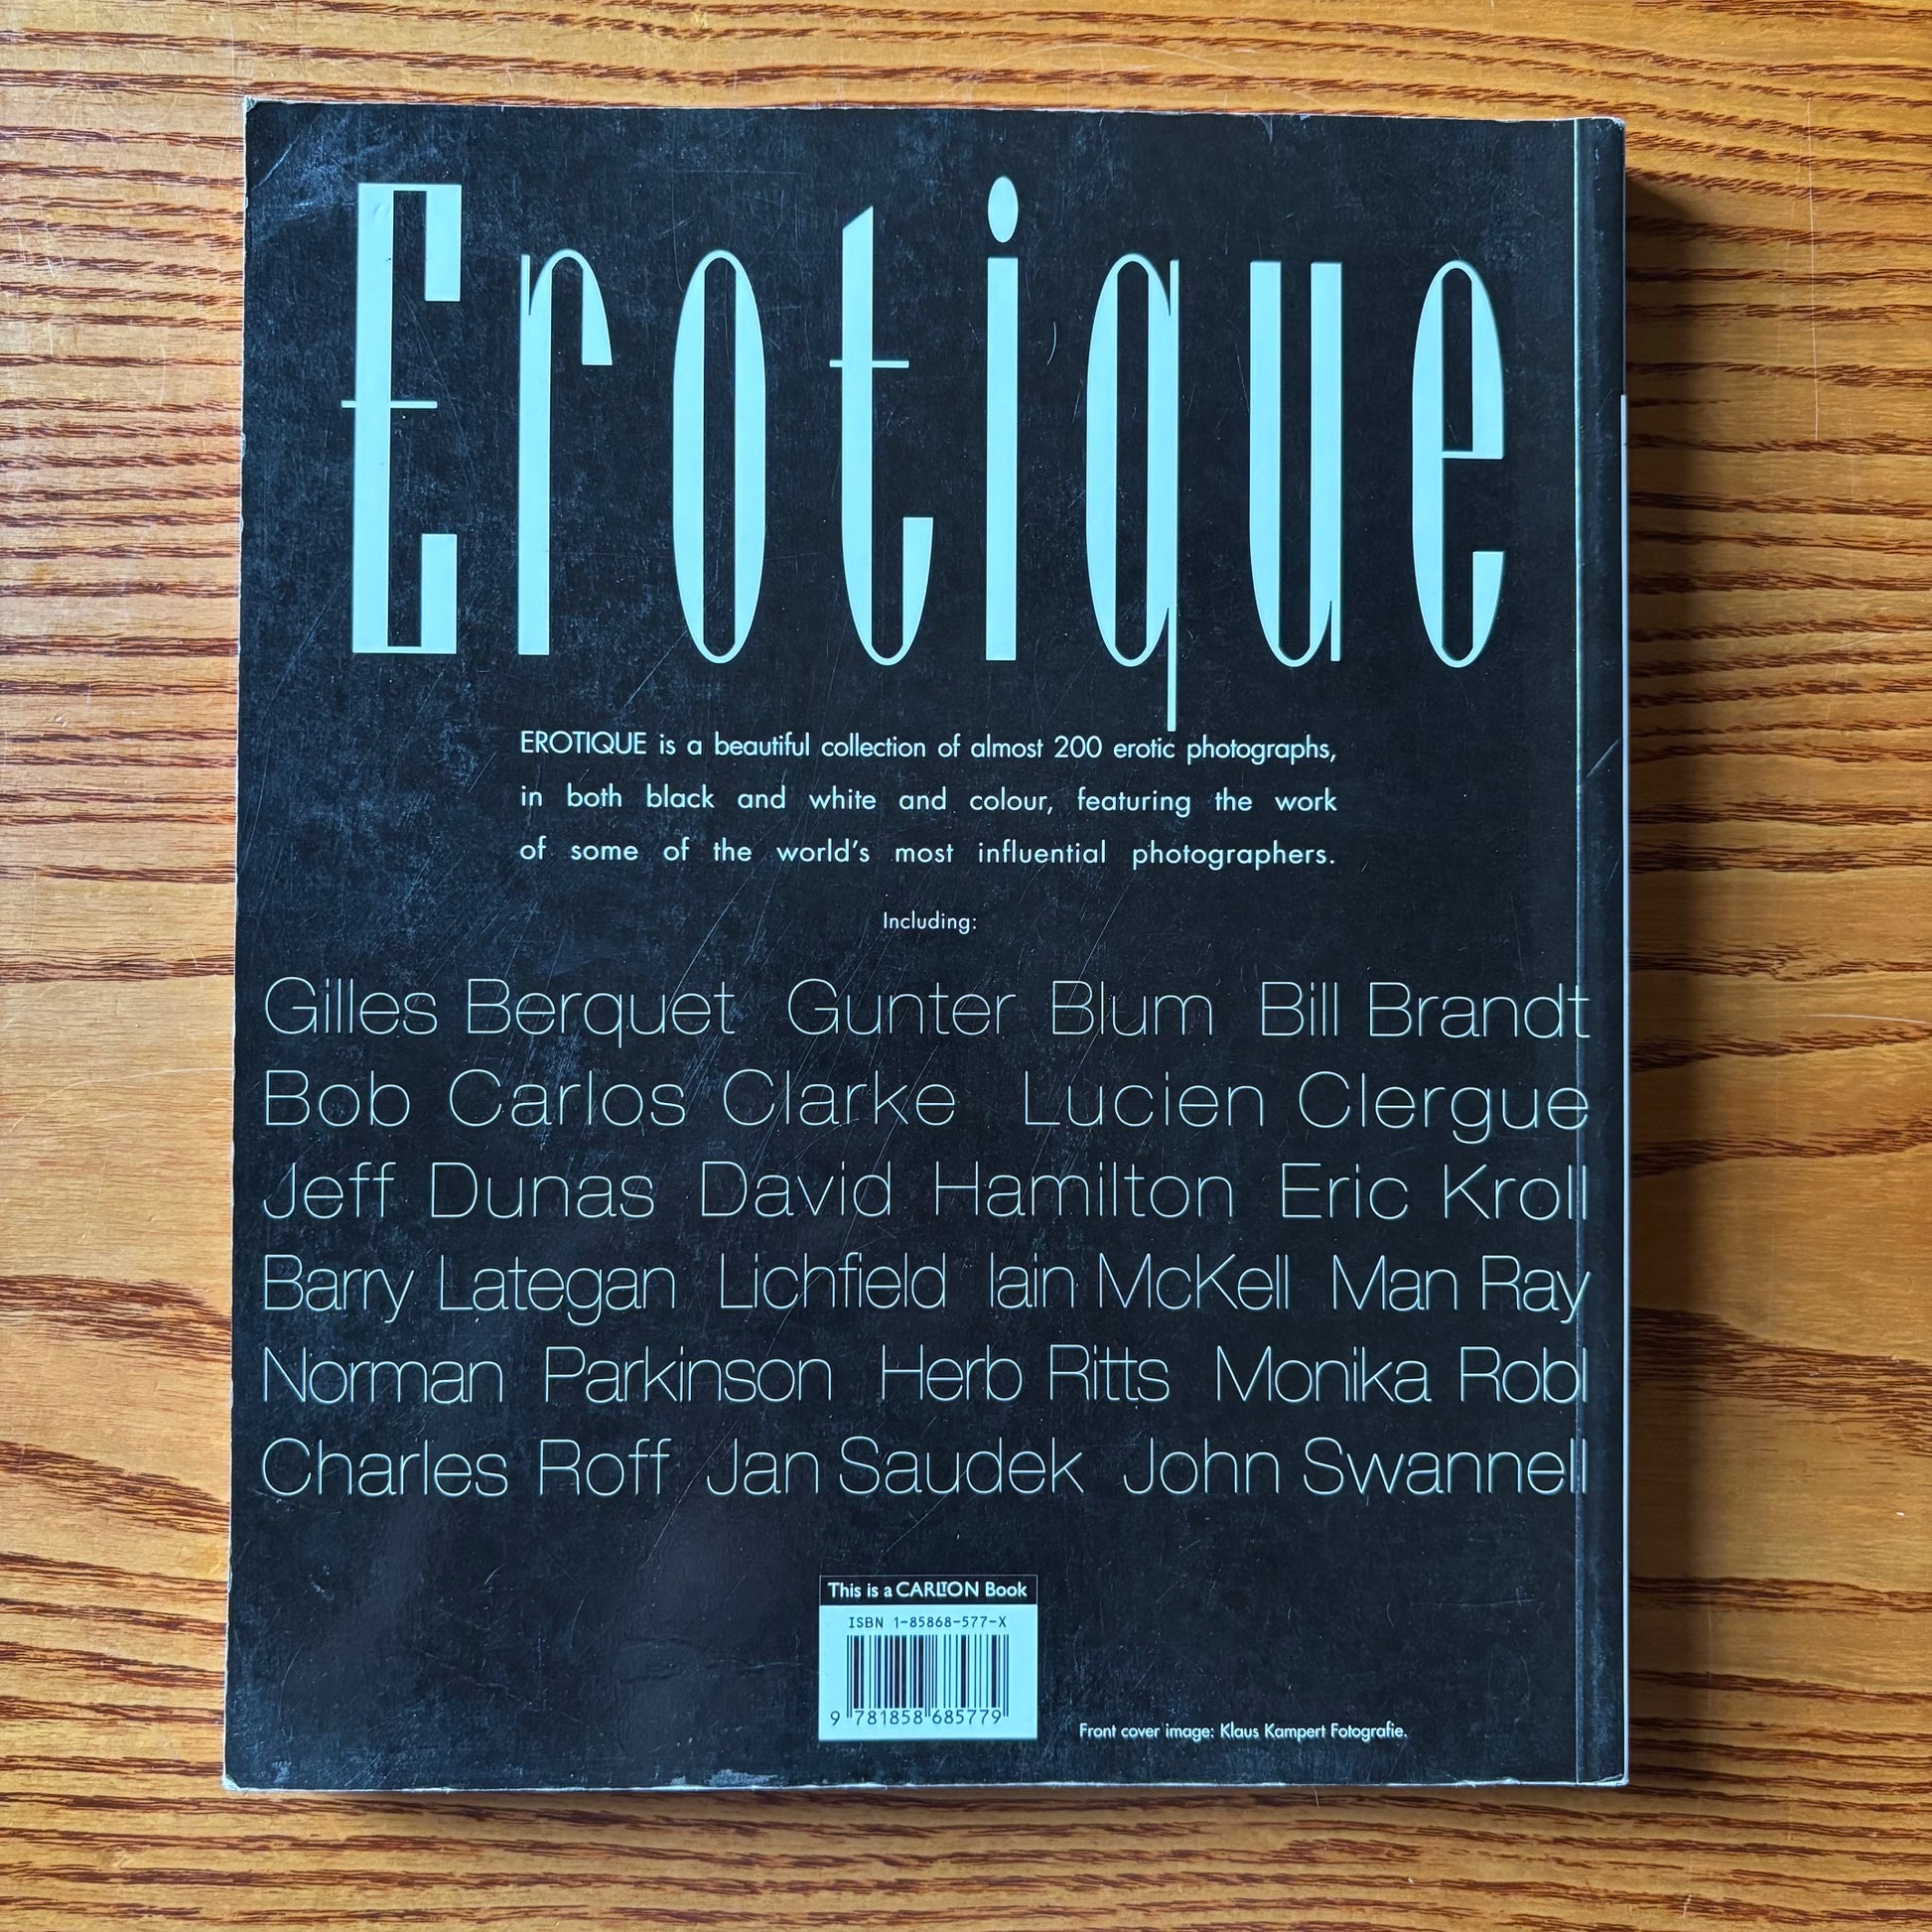 Erotique
EROTIQUE is a beautiful collection of almost 200 erotic photographs,
in both black and white and colour, featuring the work
of some of the world's most influential photographers.
Including:
Gilles Berquet Gunter Blum Bill Brandt
Bob Carlos Clarke Lucien Clergue
Jeff Dunas David Hamilton Eric Kroll
Barry Lategan Lichfield Iain McKell Man Ray
Norman Parkinson Herb Ritts Monika Robl
Charles Roff Jan Saudek John Swannell
This is a CARLTON Book
ISBN 1-85868-577-X
9 781858 685779
Front cover image: Klaus Kampert Fotografie.